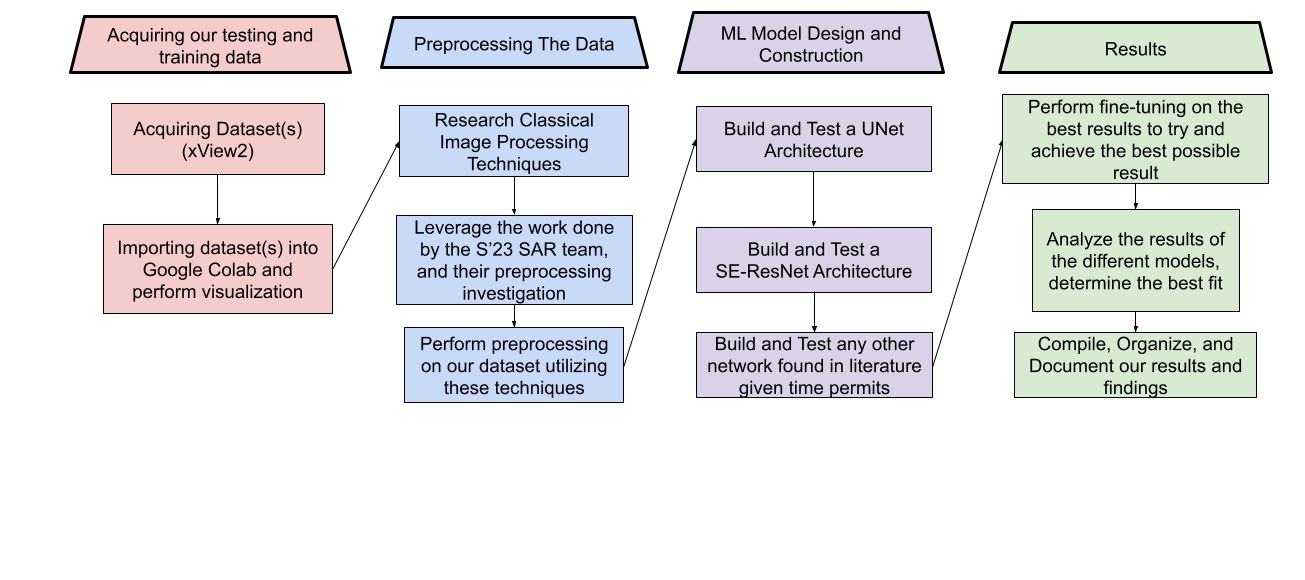 Acquiring our testing and
training data
Acquiring Dataset(s)
(xView2)
Importing dataset(s) into
Google Colab and
perform visualization
Preprocessing The Data
Research Classical
Image Processing
Techniques
Leverage the work done
by the S’23 SAR team,
and their preprocessing
investigation
Perform preprocessing
on our dataset utilizing
these techniques
ML Model Design and
Construction
Build and Test a UNet
Architecture
Build and Test a
SE-ResNet Architecture
Build and Test any other
network found in literature
given time permits
Results
Perform fine-tuning on the
best results to try and
achieve the best possible
result
Analyze the results of
the different models,
determine the best fit
Compile, Organize, and
Document our results and
findings